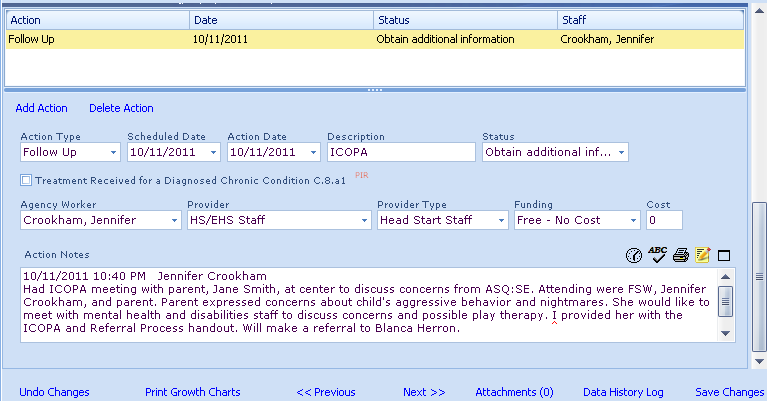 Action Date Status Staff
Follow Up 10/11/2011 Obtain additional information Crookham, Jennifer
Add Action Delete Action
Action Type Scheduled Date Action Date Description Status
Follow Up 10/11/2011 10/11/2011 ICOPA Obtain additional inf...
Treatment Received for a Diagnosed Chronic Condition C.8.a1 PIR
Agency Worker Provider Provider Type Funding Cost
Crookham, Jennifer HS/EHS Staff Head Start Staff Free - No Cost 0
Action Notes ABC
10/11/2011 10:40 PM Jennifer Crookham
Had ICOPA meeting with parent, Jane Smith, at center to discuss concerns from ASQ:SE. Attending were FSW, Jennifer
Crookham, and parent. Parent expressed concerns about child's aggressive behavior and nightmares. She would like to
meet with mental health and disabilities staff to discuss concerns and possible play therapy. I provided her with the
ICOPA and Referral Process handout. Will make a referral to Blanca Herron.
Undo Changes Print Growth Charts << Previous Next >> Attachments (0) Data History Log Save Changes